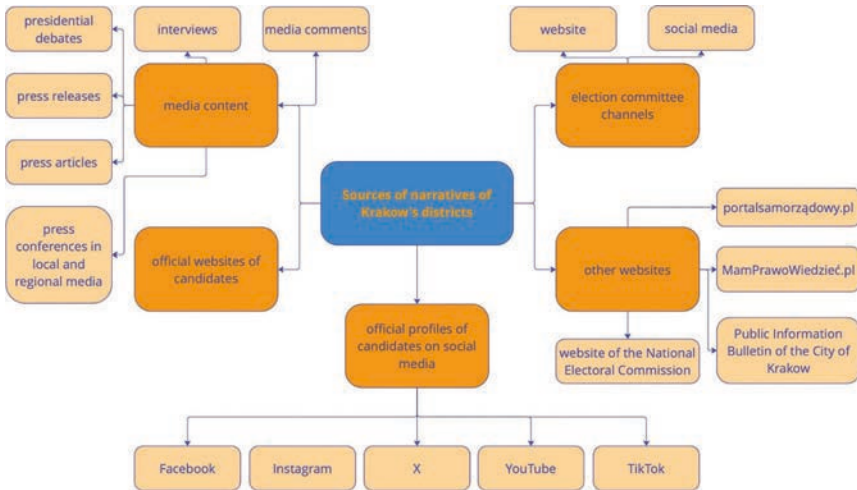 presidential
debates
interviews
media comments
website
social media
press releases
media content
election committee
channels
press articles
Sources of narratives of
Krakow's districts
portalsamorządowy.pl
press
conferences in
local and
regional media
official websites of
candidates
other websites
MamPrawoWiedzieć.pl
official profiles of
candidates on social
media
website of the National
Electoral Commission
Public Information
Bulletin of the City of
Krakow
Facebook
Instagram
X
YouTube
TikTok